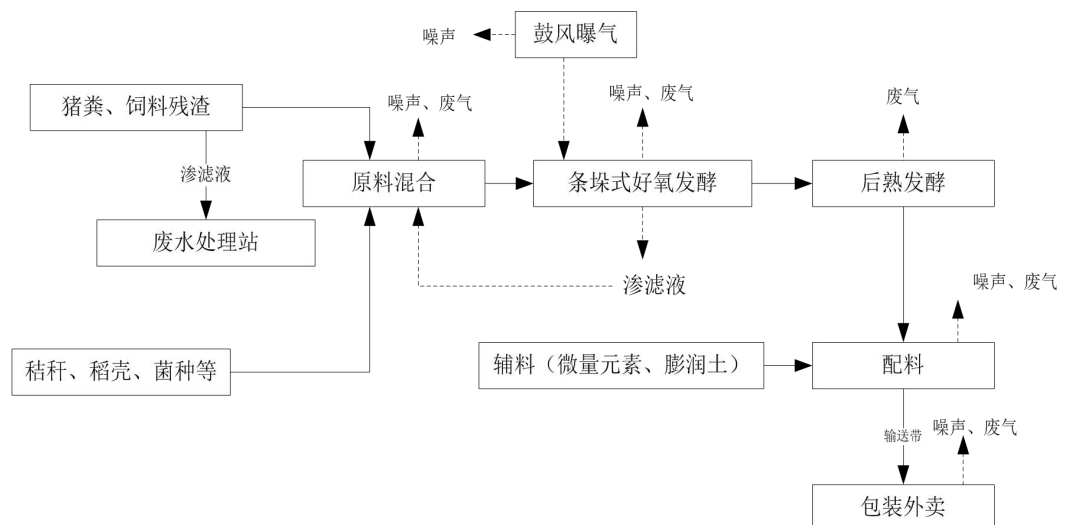 鼓风曝气
噪声
猪粪、饲料残渣
噪声、废气
噪声、废气
废气
渗滤液
原料混合
条垛式好氧发酵
后熟发酵
废水处理站
渗滤液
噪声、废气
秸秆、稻壳、菌种等
辅料（微量元素、膨润土）
配料
输送带
噪声、废气
包装外卖